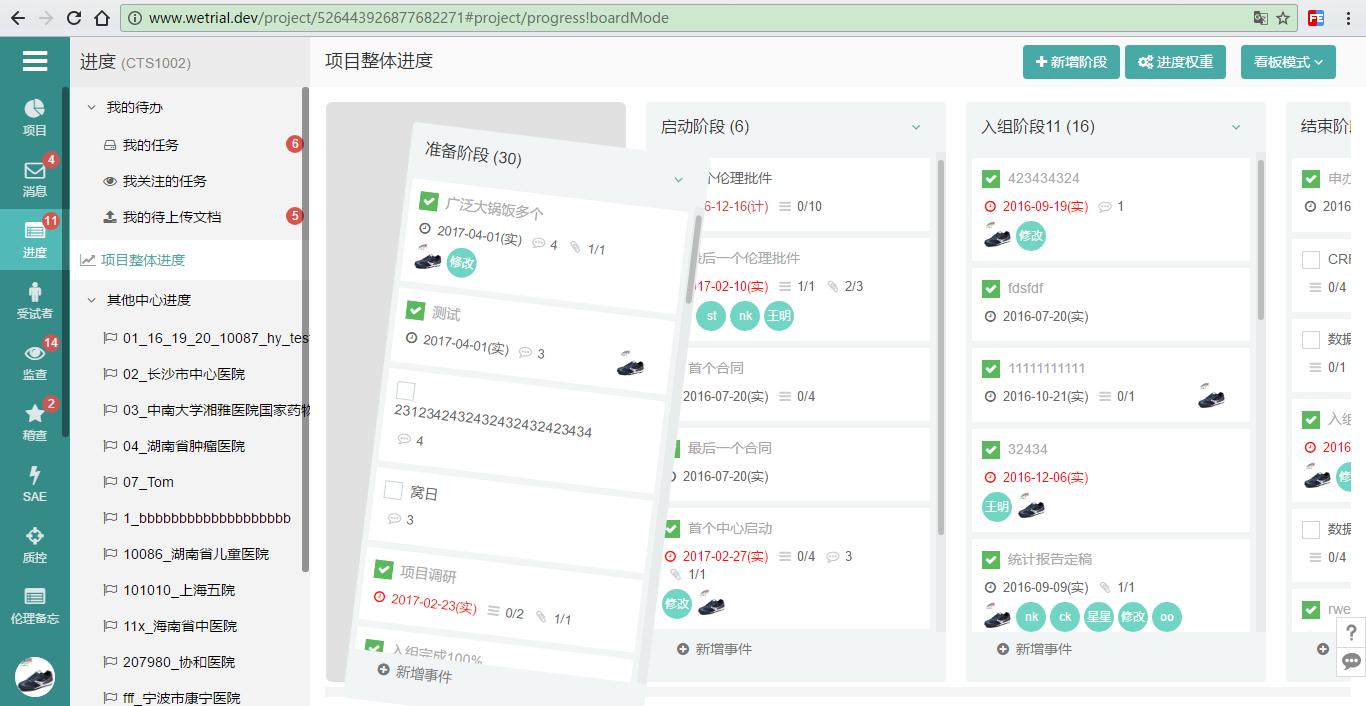 www.wetrial.dev/project/526443926877682271#project/progress!boardMode
项目
4
消息
11
进度
受试者
14
监查
2
稽查
SAE
质控
伦理备忘
进度 (CTS1002)
我的待办
我的任务 6
我关注的任务
我的待上传文档 5
项目整体进度
其他中心进度
01_16_19_20_10087_hy_tes
02_长沙市中心医院
03_中南大学湘雅医院国家药物
04_湖南省肿瘤医院
07_Tom
1_bbbbbbbbbbbbbbbbbbb
10086_湖南省儿童医院
101010_上海五院
11x_海南省中医院
207980_协和医院
fff_宁波市康宁医院
项目整体进度
新增阶段 进度权重 看板模式
准备阶段 (30)
广泛大锅饭多个
2017-04-01(实) 4 1/1
修改
测试
2017-04-01(实) 3
2312342432432432432423434
4
窝日
3
项目调研
2017-02-23(实) 0/2 1/1
入组完成100%
新增事件
启动阶段 (6)
个伦理批件
6-12-16(计) 0/10
最后一个伦理批件
017-02-10(实) 1/1 2/3
st nk 王明
首个合同
2016-07-20(实) 0/4
最后一个合同
2016-07-20(实)
首个中心启动
2017-02-27(实) 0/4 3
1/1
修改
新增事件
入组阶段11 (16)
423434324
2016-09-19(实) 1
修改
fdsfdf
2016-07-20(实)
11111111111
2016-10-21(实) 0/1
32434
2016-12-06(实)
王明
统计报告定稿
2016-09-09(实) 1/1
nk ck 星星 修改 oo
新增事件
结束阶
申办
2016
CRF
0/4
数据
0/1
入组
2016
修
数据
0/4
rwe
?